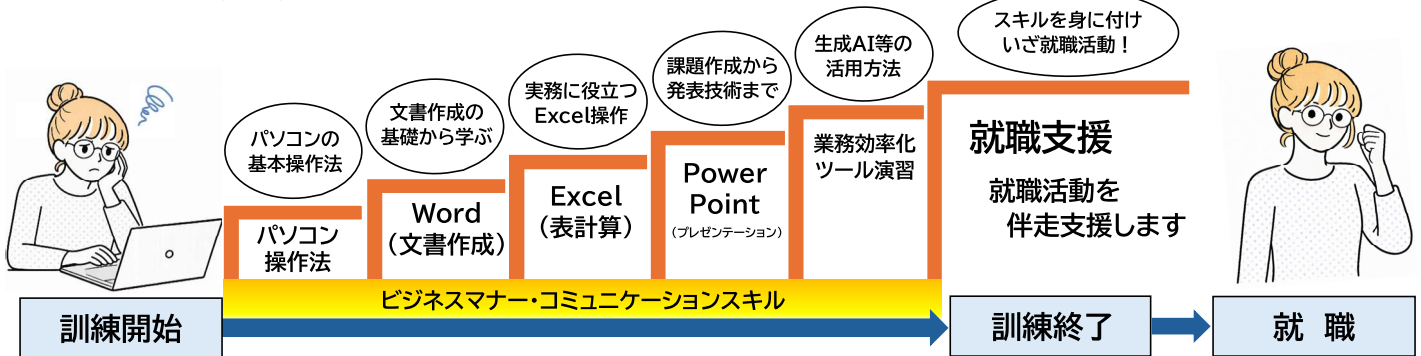 パソコンの
基本操作法
文書作成の
基礎から学ぶ
実務に役立つ
Excel操作
課題作成から
発表技術まで
生成AI等の
活用方法
スキルを身に付け
いざ就職活動！
パソコン
操作法
Word
（文書作成）
Excel
（表計算）
Power
Point
（プレゼンテーション）
業務効率化
ツール演習
就職支援
就職活動を
伴走支援します
ビジネスマナー・コミュニケーションスキル
訓練開始
訓練終了
就 職